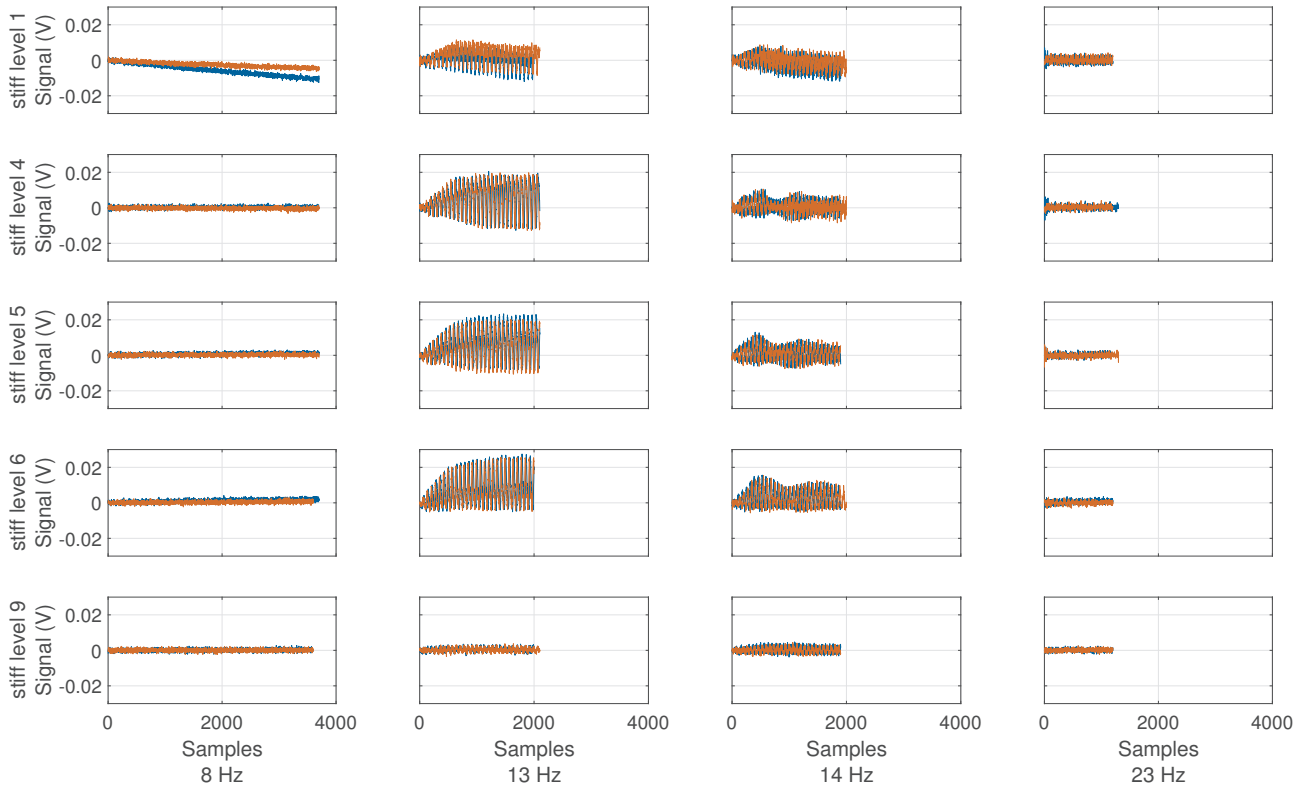 stiff level 1
Signal (V)
0.02
0
-0.02
stiff level 4
Signal (V)
0.02
0
-0.02
stiff level 5
Signal (V)
0.02
0
-0.02
stiff level 6
Signal (V)
0.02
0
-0.02
stiff level 9
Signal (V)
0.02
0
-0.02
0 2000 4000 0 2000 4000 0 2000 4000 0 2000 4000
Samples Samples Samples Samples
8 Hz 13 Hz 14 Hz 23 Hz